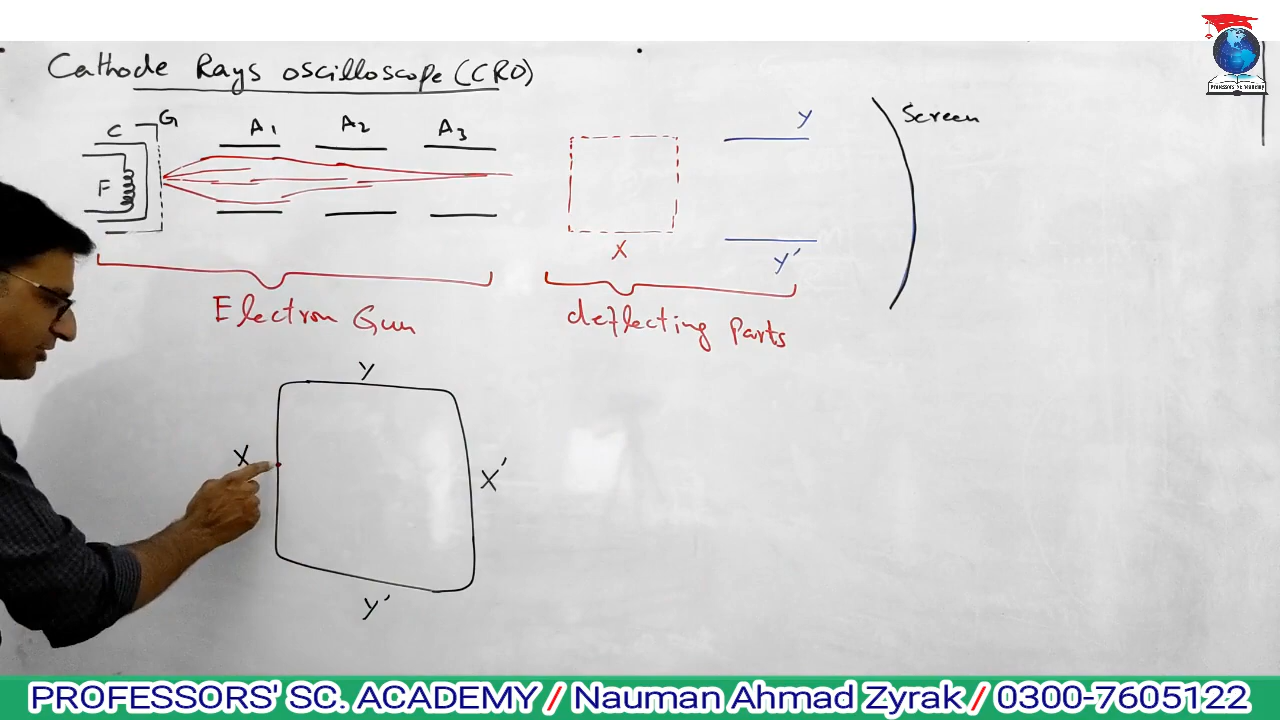 Cathode Rays oscilloscope (CRO)
C G A1 A2 A3
F
X
Y
Y'
Screen
Electron Gun
deflecting Parts
Y
X
X'
Y'
PROFESSORS' SC. ACADEMY / Nauman Ahmad Zyrak / 0300-7605122